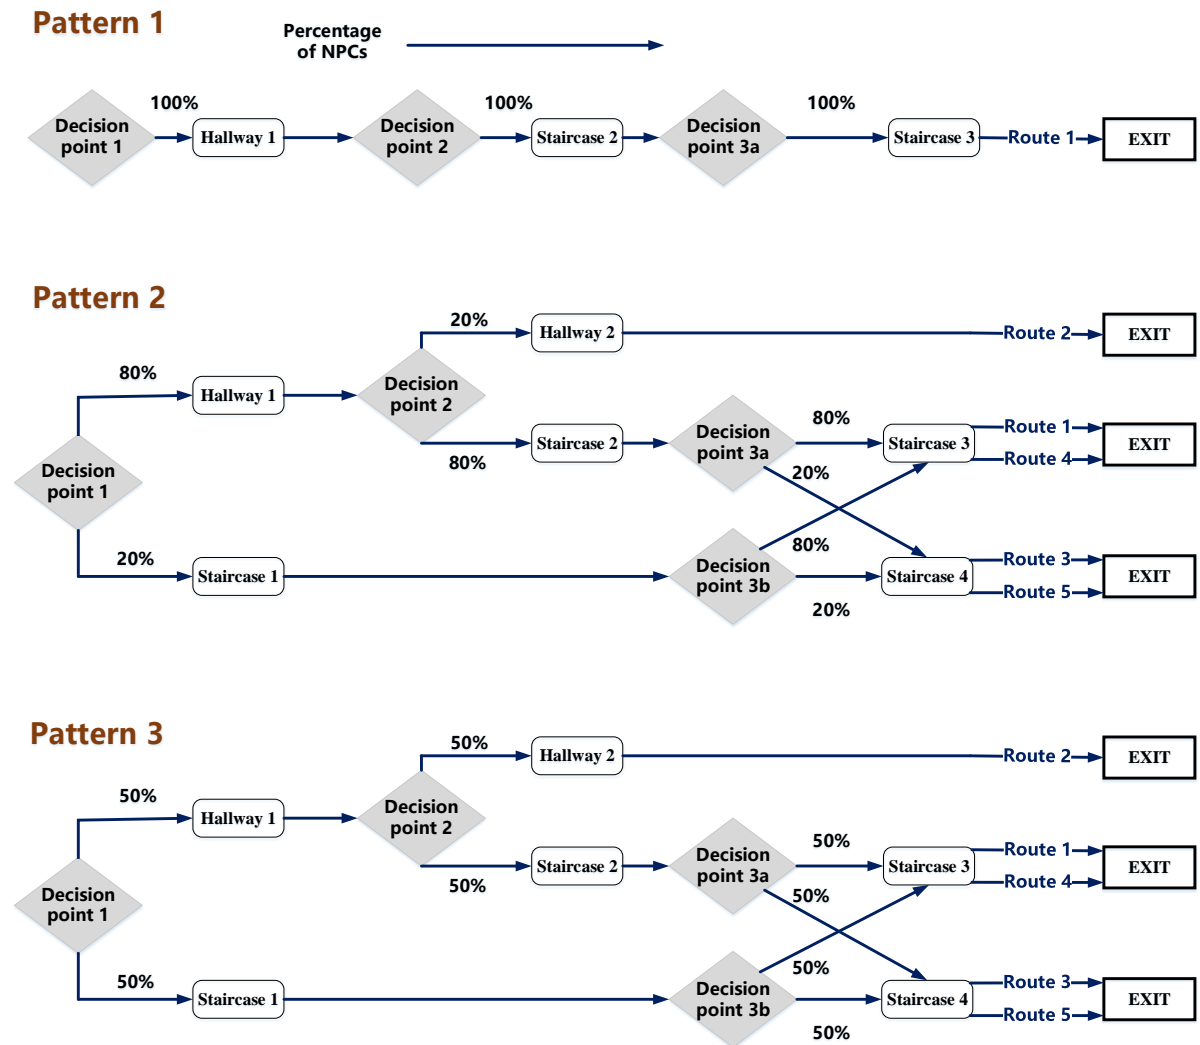 Pattern 1
Percentage
of NPCs
100%
100%
100%
Decision
point 1
Hallway 1
Decision
point 2
Staircase 2
Decision
point 3a
Staircase 3
Route 1
EXIT
Pattern 2
20%
Hallway 2
Route 2
EXIT
80%
Hallway 1
Decision
point 2
80%
Staircase 2
Decision
point 3a
80%
20%
Staircase 3
Route 1
Route 4
EXIT
Decision
point 1
20%
Staircase 1
Decision
point 3b
80%
20%
Staircase 4
Route 3
Route 5
EXIT
Pattern 3
50%
Hallway 2
Route 2
EXIT
50%
Hallway 1
Decision
point 2
50%
Staircase 2
Decision
point 3a
50%
50%
Staircase 3
Route 1
Route 4
EXIT
Decision
point 1
50%
Staircase 1
Decision
point 3b
50%
50%
Staircase 4
Route 3
Route 5
EXIT